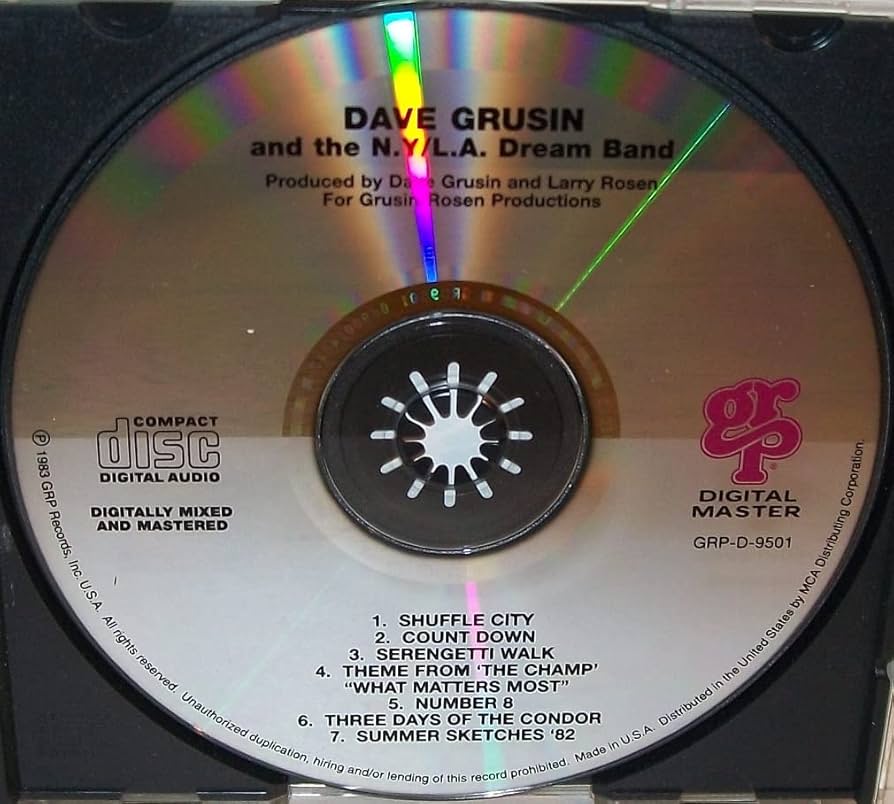 DAVE GRUSIN
and the N.Y/L.A. Dream Band
Produced by Dave Grusin and Larry Rosen
For Grusin Rosen Productions
COMPACT
disc
DIGITAL AUDIO
DIGITALLY MIXED
AND MASTERED
grp®
DIGITAL
MASTER
GRP-D-9501
1. SHUFFLE CITY
2. COUNT DOWN
3. SERENGETTI WALK
4. THEME FROM 'THE CHAMP'
"WHAT MATTERS MOST"
5. NUMBER 8
6. THREE DAYS OF THE CONDOR
7. SUMMER SKETCHES '82
℗ 1983 GRP Records, Inc. U.S.A. All rights reserved. Unauthorized duplication, hiring and/or lending of this record prohibited. Made in U.S.A. Distributed in the United States by MCA Distributing Corporation.